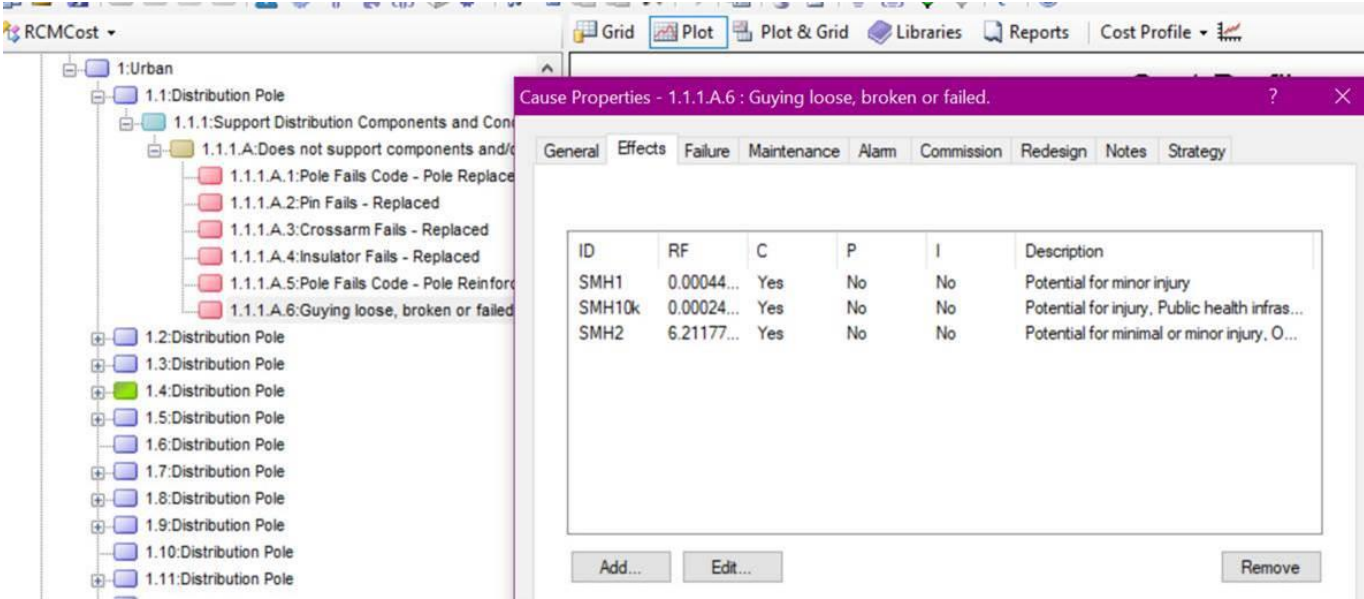 RCMCost
Grid Plot Plot & Grid Libraries Reports Cost Profile
1:Urban
1.1:Distribution Pole
1.1.1:Support Distribution Components and Con
1.1.1.A:Does not support components and/
1.1.1.A.1:Pole Fails Code - Pole Replace
1.1.1.A.2:Pin Fails - Replaced
1.1.1.A.3:Crossarm Fails - Replaced
1.1.1.A.4:Insulator Fails - Replaced
1.1.1.A.5:Pole Fails Code - Pole Reinford
1.1.1.A.6:Guying loose, broken or failed
1.2:Distribution Pole
1.3:Distribution Pole
1.4:Distribution Pole
1.5:Distribution Pole
1.6:Distribution Pole
1.7:Distribution Pole
1.8:Distribution Pole
1.9:Distribution Pole
1.10:Distribution Pole
1.11:Distribution Pole
Cause Properties - 1.1.1.A.6 : Guying loose, broken or failed. ?
General Effects Failure Maintenance Alarm Commission Redesign Notes Strategy
ID RF C P I Description
SMH1 0.00044... Yes No No Potential for minor injury
SMH10k 0.00024... Yes No No Potential for injury, Public health infras...
SMH2 6.21177... Yes No No Potential for minimal or minor injury, O...
Add... Edit... Remove